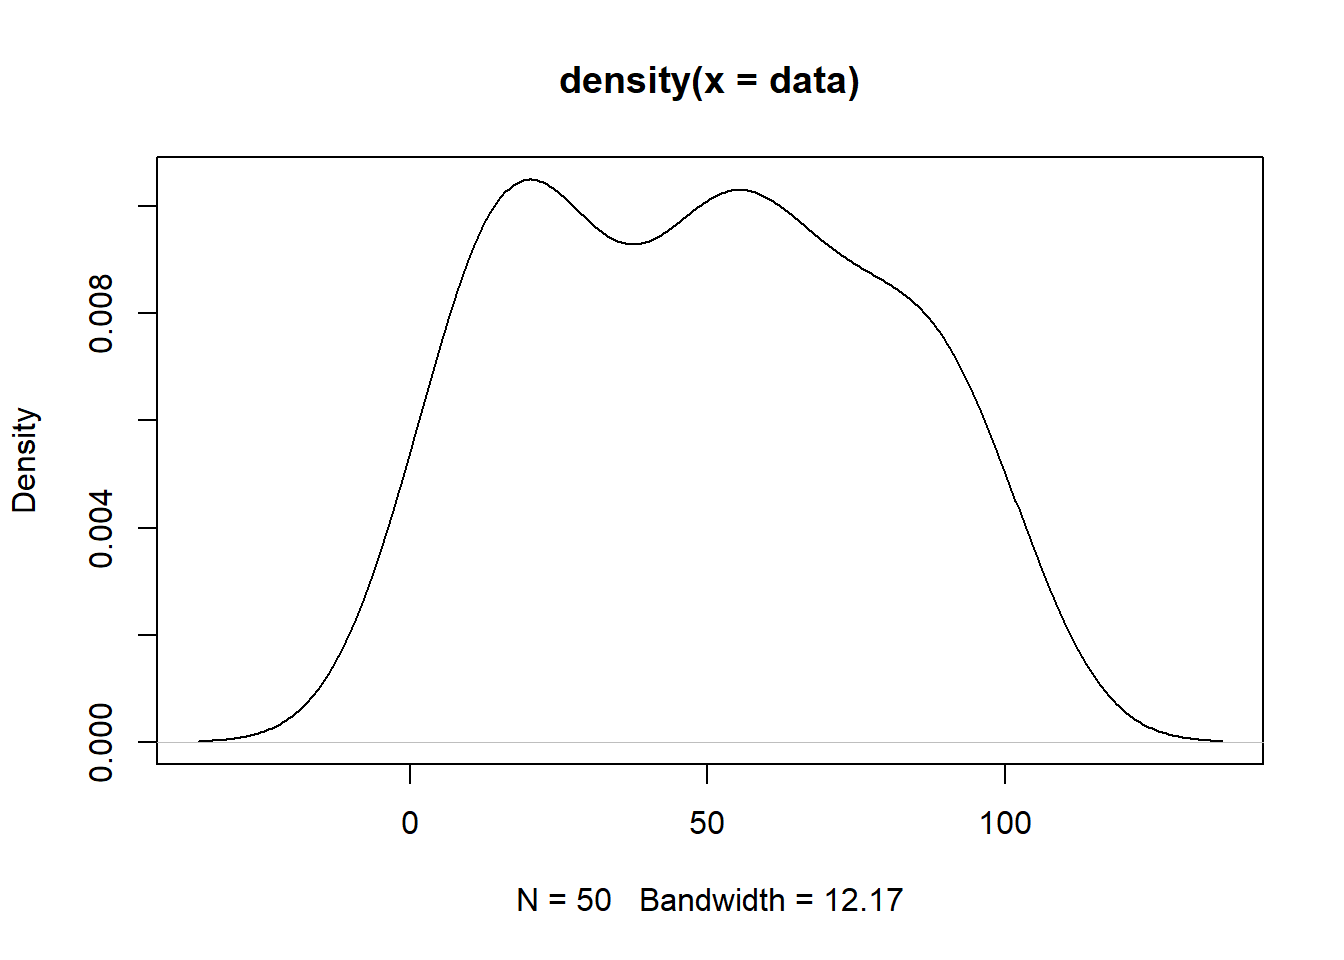 density(x = data)
Density
0.000
0.004
0.008
0
50
100
N = 50   Bandwidth = 12.17